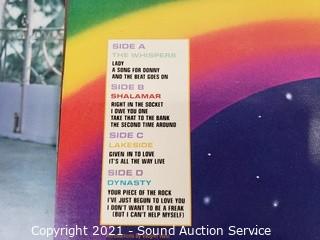 SIDE A
THE WHISPERS
LADY
A SONG FOR DONNY
AND THE BEAT GOES ON
SIDE B
SHALAMAR
RIGHT IN THE SOCKET
I OWE YOU ONE
TAKE THAT TO THE BANK
THE SECOND TIME AROUND
SIDE C
LAKESIDE
GIVEN IN TO LOVE
IT'S ALL THE WAY LIVE
SIDE D
DYNASTY
YOUR PIECE OF THE ROCK
I'VE JUST BEGUN TO LOVE YOU
I DON'T WANT TO BE A FREAK
(BUT I CAN'T HELP MYSELF)
Copyright 2021 - Sound Auction Service